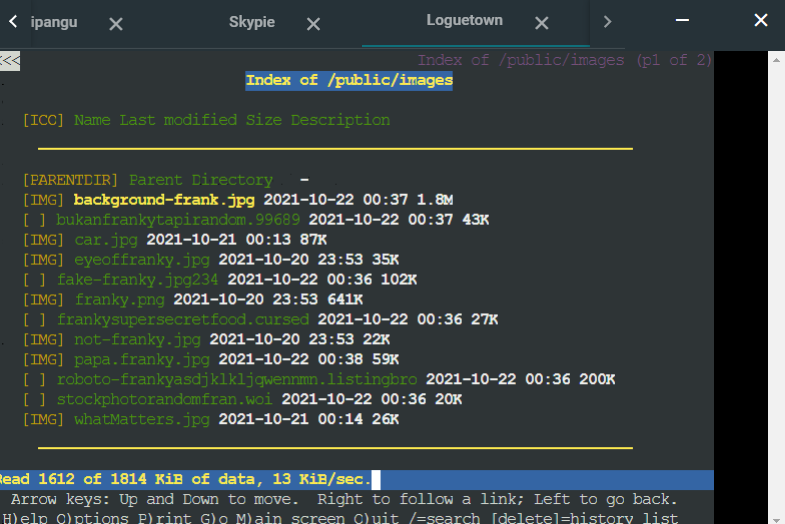 ipangu Skypie Loguetown
<<
Index of /public/images (p1 of 2)
Index of /public/images
[ICO] Name Last modified Size Description
[PARENTDIR] Parent Directory -
[IMG] background-frank.jpg 2021-10-22 00:37 1.8M
[ ] bukanfrankytapirandom.99689 2021-10-22 00:37 43K
[IMG] car.jpg 2021-10-21 00:13 87K
[IMG] eyeoffranky.jpg 2021-10-20 23:53 35K
[ ] fake-franky.jpg234 2021-10-22 00:36 102K
[IMG] franky.png 2021-10-20 23:53 641K
[ ] frankysupersecretfood.cursed 2021-10-22 00:36 27K
[IMG] not-franky.jpg 2021-10-20 23:53 22K
[IMG] papa.franky.jpg 2021-10-22 00:38 59K
[ ] roboto-frankyasdjklkljqwennmn.listingbro 2021-10-22 00:36 200K
[ ] stockphotorandomfran.woi 2021-10-22 00:36 20K
[IMG] whatMatters.jpg 2021-10-21 00:14 26K
Read 1612 of 1814 KiB of data, 13 KiB/sec.
Arrow keys: Up and Down to move. Right to follow a link; Left to go back.
H)elp O)ptions P)rint G)o M)ain screen Q)uit /=search [delete]=history list